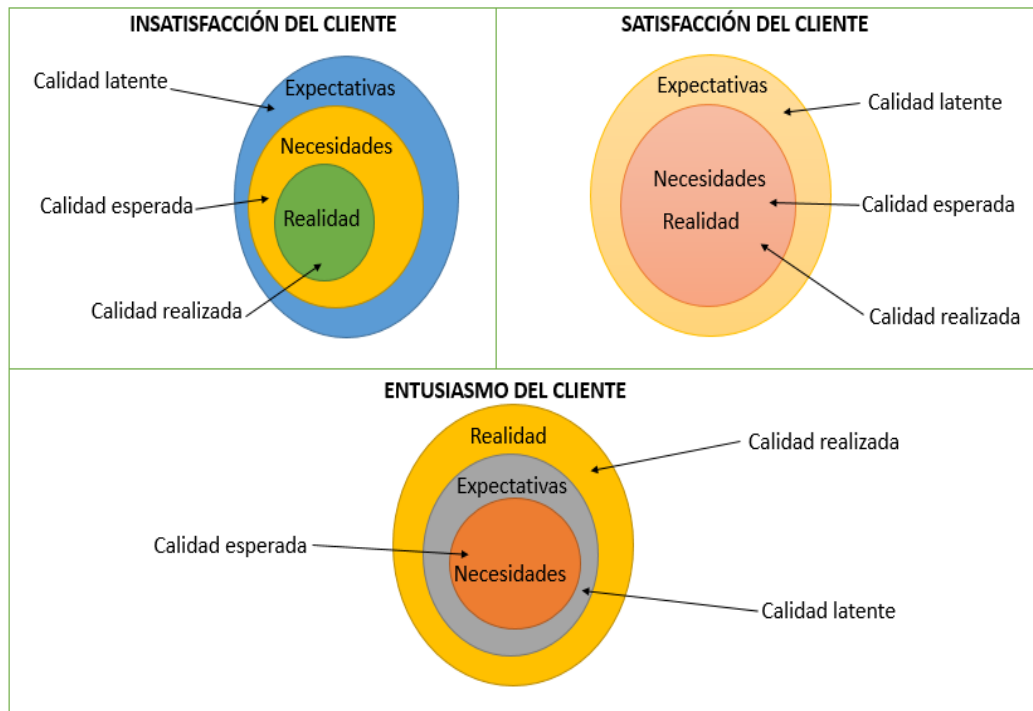 INSATISFACCIÓN DEL CLIENTE
Calidad latente
Expectativas
Necesidades
Calidad esperada
Realidad
Calidad realizada
SATISFACCIÓN DEL CLIENTE
Expectativas
Calidad latente
Necesidades
Calidad esperada
Realidad
Calidad realizada
ENTUSIASMO DEL CLIENTE
Realidad
Calidad realizada
Expectativas
Calidad esperada
Necesidades
Calidad latente